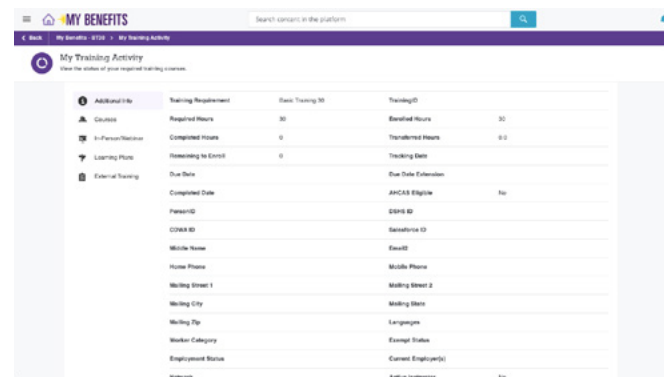 MY BENEFITS
Search content in the platform
Back My Benefits - BT30 > My Training Activity
My Training Activity
View the status of your required training courses.
Additional Info
Courses
In-Person/Webinar
Learning Plans
External Training
Training Requirement Basic Training 30 TrainingID
Required Hours 30 Enrolled Hours 30
Completed Hours 0 Transferred Hours 0.0
Remaining to Enroll 0 Tracking Date
Due Date Due Date Extension
Completed Date AHCAS Eligible No
PersonID DSHS ID
CDWA ID Salesforce ID
Middle Name Email2
Home Phone Mobile Phone
Mailing Street 1 Mailing Street 2
Mailing City Mailing State
Mailing Zip Languages
Worker Category Exempt Status
Employment Status Current Employer(s)